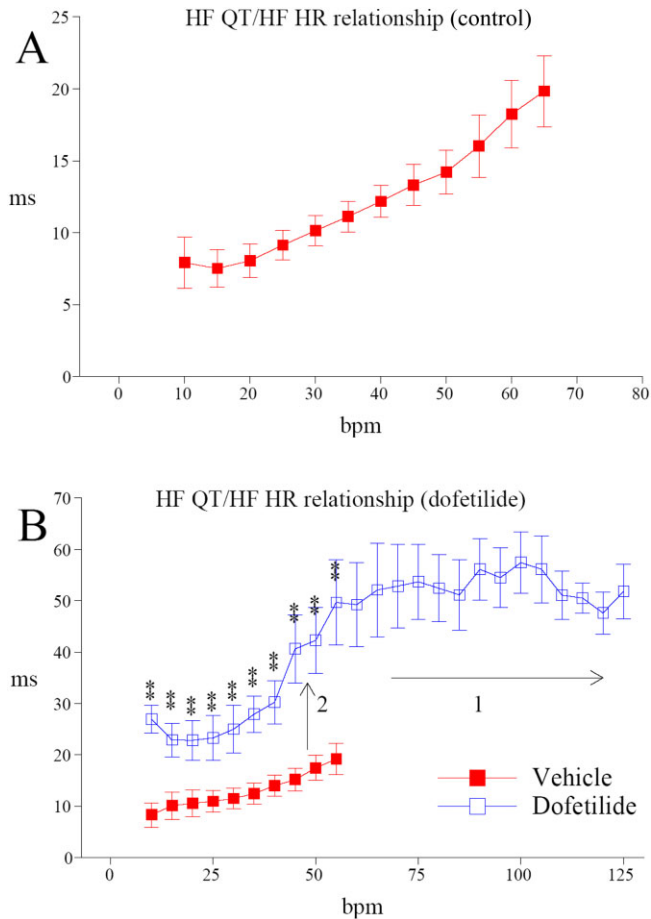 HF QT/HF HR relationship (control)
A
25
20
15
10
5
0
ms
0 10 20 30 40 50 60 70 80
bpm
HF QT/HF HR relationship (dofetilide)
B
70
60
50
40
30
20
10
0
ms
** ** ** ** ** ** ** ** ** **
2
1
Vehicle
Dofetilide
0 25 50 75 100 125
bpm